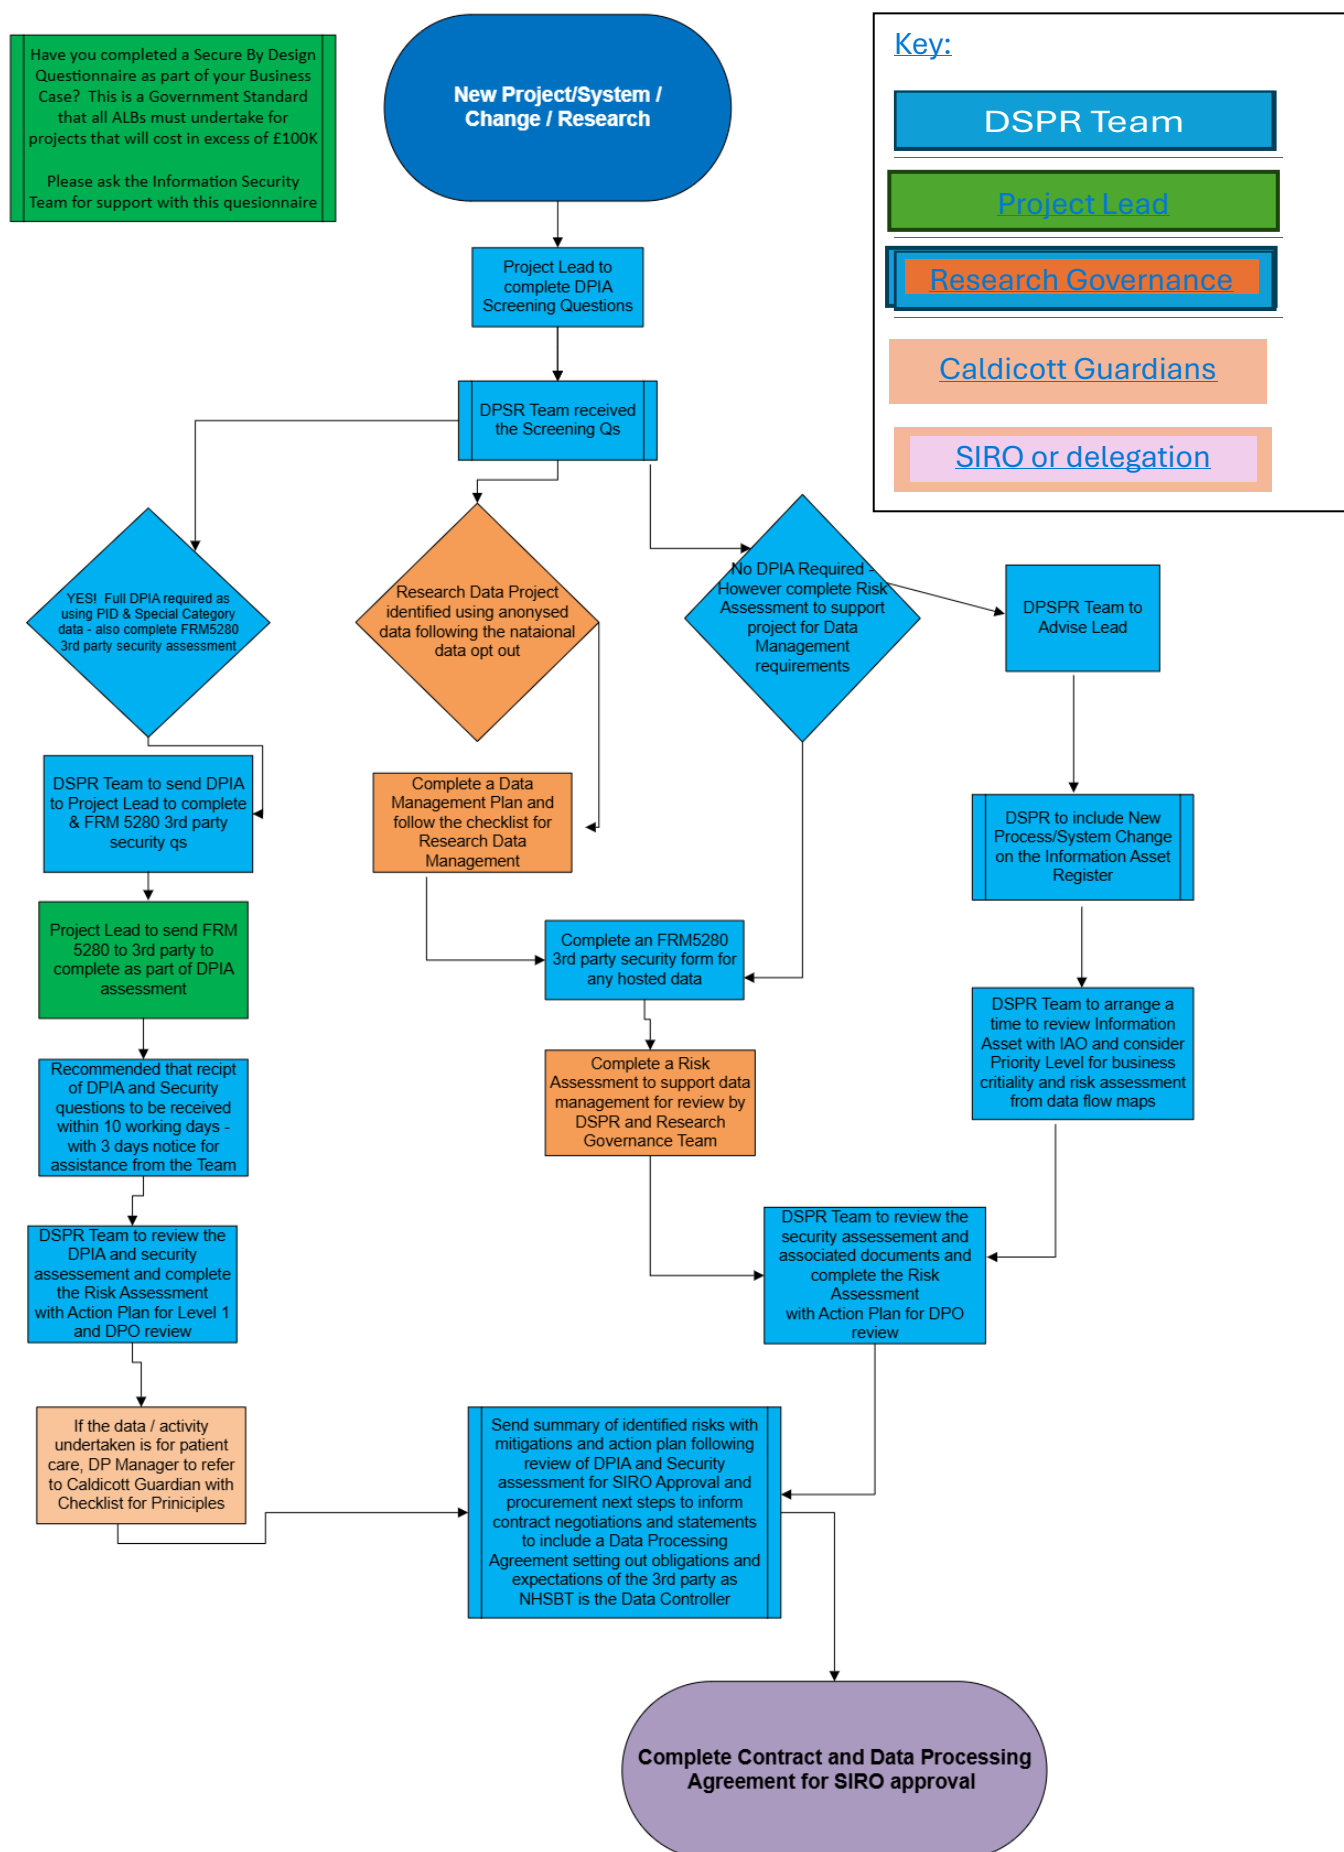 Have you completed a Secure By Design
Questionnaire as part of your Business
Case? This is a Government Standard
that all ALBs must undertake for
projects that will cost in excess of £100K
Please ask the Information Security
Team for support with this quesionnaire
New Project/System /
Change / Research
Key:
DSPR Team
Project Lead
Research Governance
Caldicott Guardians
SIRO or delegation
Project Lead to
complete DPIA
Screening Questions
DPSR Team received
the Screening Qs
YES! Full DPIA required as
using PID & Special Category
data - also complete FRM5280
3rd party security assessment
Research Data Project
identified using anonysed
data following the nataional
data opt out
No DPIA Required -
However complete Risk
Assessment to support
project for Data
Management
requirements
DPSPR Team to
Advise Lead
DSPR Team to send DPIA
to Project Lead to complete
& FRM 5280 3rd party
security qs
Complete a Data
Management Plan and
follow the checklist for
Research Data
Management
DSPR to include New
Process/System Change
on the Information Asset
Register
Project Lead to send FRM
5280 to 3rd party to
complete as part of DPIA
assessment
Complete an FRM5280
3rd party security form for
any hosted data
DSPR Team to arrange a
time to review Information
Asset with IAO and consider
Priority Level for business
critiality and risk assessment
from data flow maps
Recommended that recipt
of DPIA and Security
questions to be received
within 10 working days -
with 3 days notice for
assistance from the Team
Complete a Risk
Assessment to support data
management for review by
DSPR and Research
Governance Team
DSPR Team to review the
DPIA and security
assessement and complete
the Risk Assessment
with Action Plan for Level 1
and DPO review
DSPR Team to review the
security assessement and
associated documents and
complete the Risk
Assessment
with Action Plan for DPO
review
If the data / activity
undertaken is for patient
care, DP Manager to refer
to Caldicott Guardian with
Checklist for Priniciples
Send summary of identified risks with
mitigations and action plan following
review of DPIA and Security
assessment for SIRO Approval and
procurement next steps to inform
contract negotiations and statements
to include a Data Processing
Agreement setting out obligations and
expectations of the 3rd party as
NHSBT is the Data Controller
Complete Contract and Data Processing
Agreement for SIRO approval